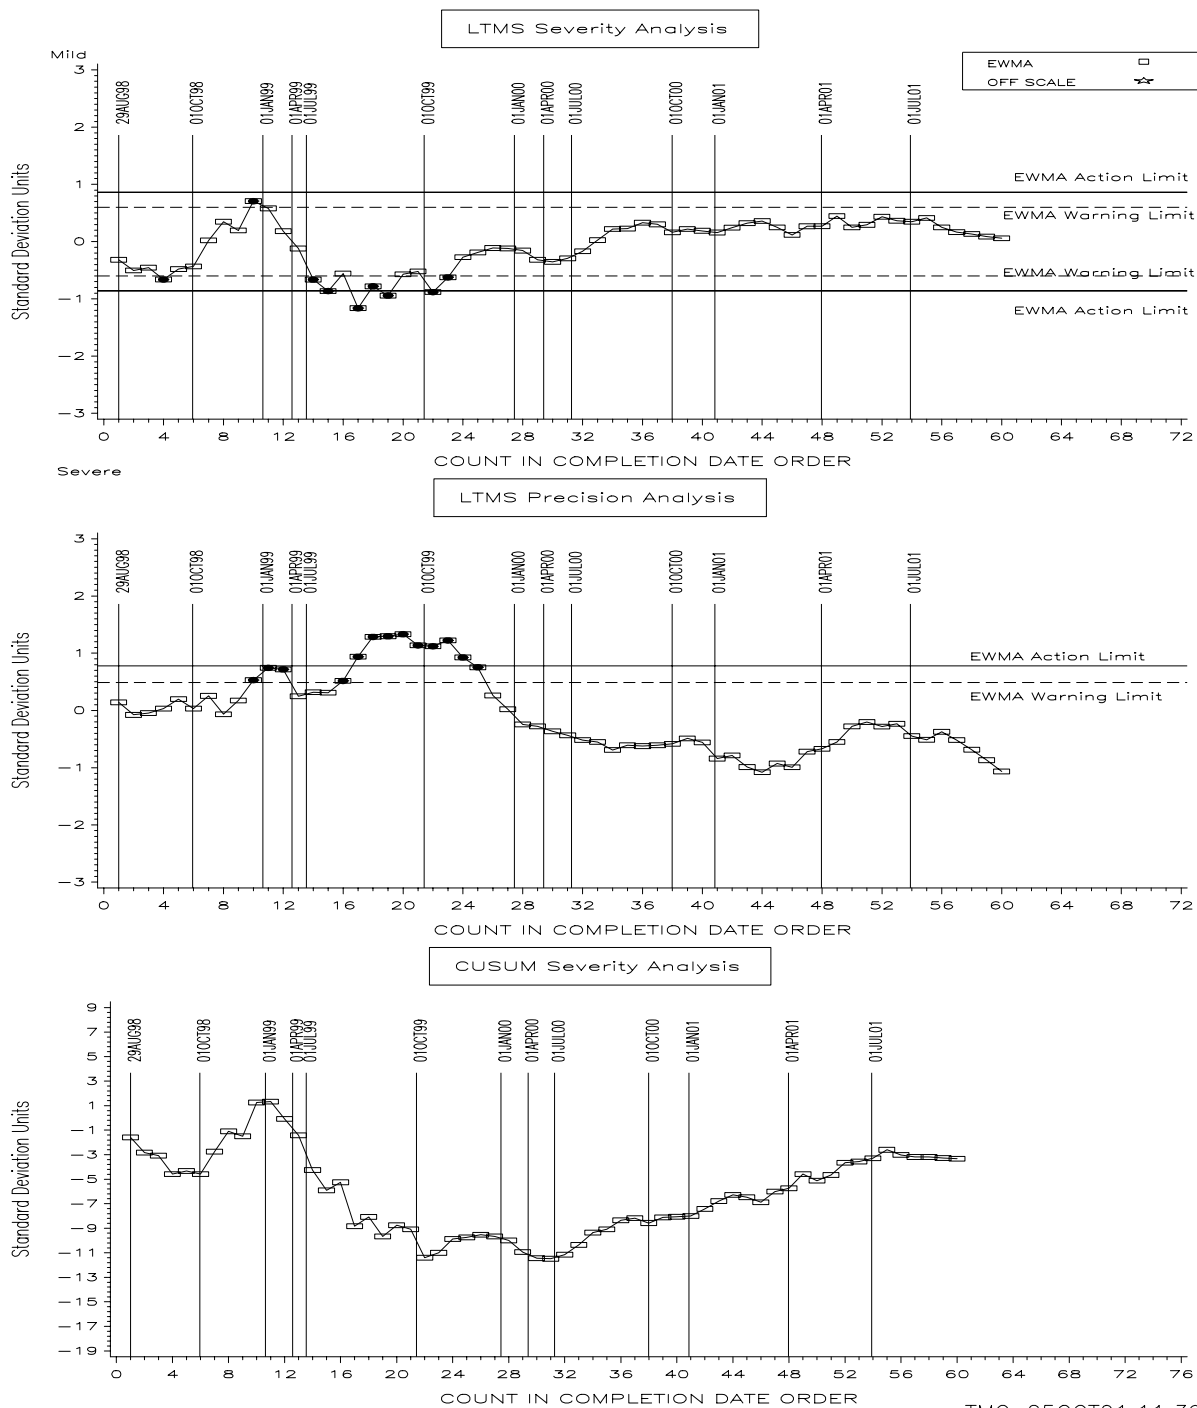 LTMS Severity Analysis
Mild
EWMA
OFF SCALE
3
2
1
0
−1
−2
−3
Standard Deviation Units
29AUG98
01OCT98
01JAN99
01APR99
01JUL99
01OCT99
01JAN00
01APR00
01JUL00
01OCT00
01JAN01
01APR01
01JUL01
EWMA Action Limit
EWMA Warning Limit
EWMA Warning Limit
EWMA Action Limit
0 4 8 12 16 20 24 28 32 36 40 44 48 52 56 60 64 68 72
COUNT IN COMPLETION DATE ORDER
Severe
LTMS Precision Analysis
3
2
1
0
−1
−2
−3
Standard Deviation Units
29AUG98
01OCT98
01JAN99
01APR99
01JUL99
01OCT99
01JAN00
01APR00
01JUL00
01OCT00
01JAN01
01APR01
01JUL01
EWMA Action Limit
EWMA Warning Limit
0 4 8 12 16 20 24 28 32 36 40 44 48 52 56 60 64 68 72
COUNT IN COMPLETION DATE ORDER
CUSUM Severity Analysis
9
7
5
3
1
−1
−3
−5
−7
−9
−11
−13
−15
−17
−19
Standard Deviation Units
29AUG98
01OCT98
01JAN99
01APR99
01JUL99
01OCT99
01JAN00
01APR00
01JUL00
01OCT00
01JAN01
01APR01
01JUL01
0 4 8 12 16 20 24 28 32 36 40 44 48 52 56 60 64 68 72 76
COUNT IN COMPLETION DATE ORDER